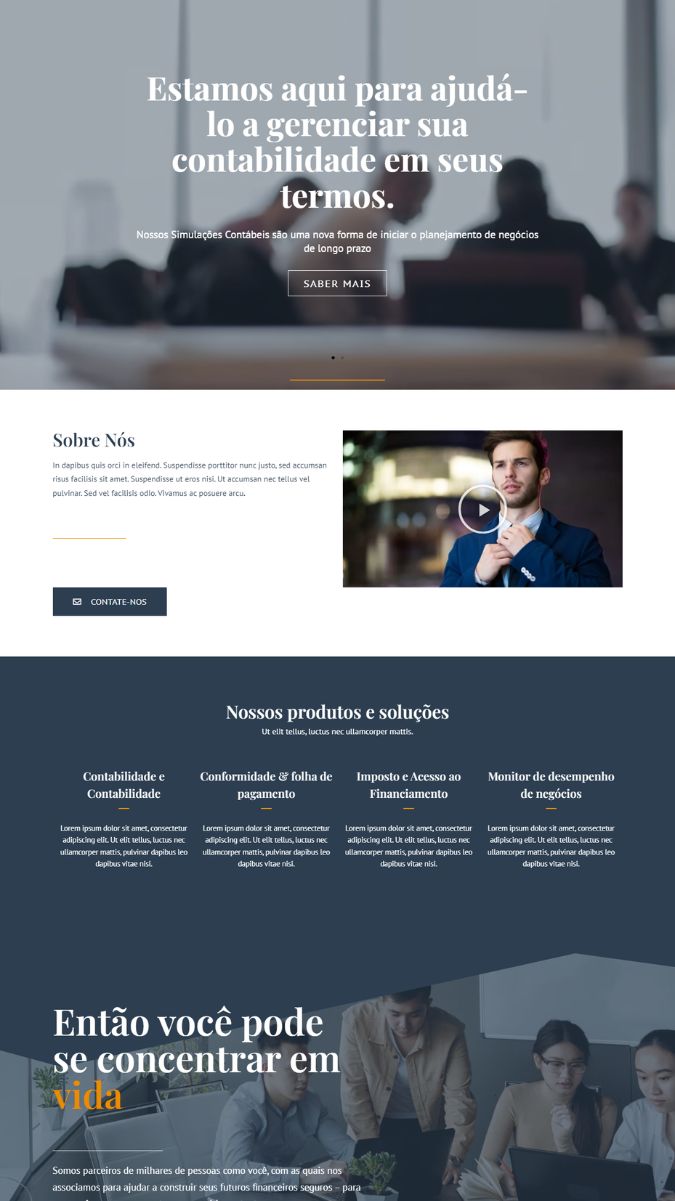 Estamos aqui para ajudá-
lo a gerenciar sua
contabilidade em seus
termos.
Nossos Simulações Contábeis são uma nova forma de iniciar o planejamento de negócios
de longo prazo
SABER MAIS
Sobre Nós
In dapibus quis orci in eleifend. Suspendisse porttitor nunc justo, sed accumsan
risus facilisis sit amet. Suspendisse ut eros nisi. Ut accumsan nec tellus vel
pulvinar. Sed vel facilisis odio. Vivamus ac posuere arcu.
CONTATE-NOS
Nossos produtos e soluções
Ut elit tellus, luctus nec ullamcorper mattis.
Contabilidade e
Contabilidade
Lorem ipsum dolor sit amet, consectetur
adipiscing elit. Ut elit tellus, luctus nec
ullamcorper mattis, pulvinar dapibus leo
dapibus vitae nisi.
Conformidade & folha de
pagamento
Lorem ipsum dolor sit amet, consectetur
adipiscing elit. Ut elit tellus, luctus nec
ullamcorper mattis, pulvinar dapibus leo
dapibus vitae nisi.
Imposto e Acesso ao
Financiamento
Lorem ipsum dolor sit amet, consectetur
adipiscing elit. Ut elit tellus, luctus nec
ullamcorper mattis, pulvinar dapibus leo
dapibus vitae nisi.
Monitor de desempenho
de negócios
Lorem ipsum dolor sit amet, consectetur
adipiscing elit. Ut elit tellus, luctus nec
ullamcorper mattis, pulvinar dapibus leo
dapibus vitae nisi.
Então você pode
se concentrar em
vida
Somos parceiros de milhares de pessoas como você, com as quais nos
associamos para ajudar a construir seus futuros financeiros seguros – para